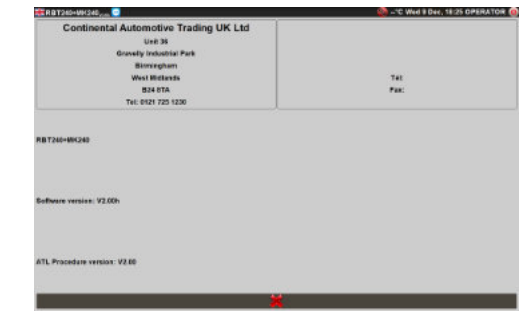 RBT240+MK240
--°C Wed 9 Dec, 18:25 OPERATOR
Continental Automotive Trading UK Ltd
Unit 36
Gravelly Industrial Park
Birmingham
West Midlands
B24 8TA
Tel: 0121 725 1230
Tel:
Fax:
RBT240+MK240
Software version: V2.00h
ATL Procedure version: V2.00